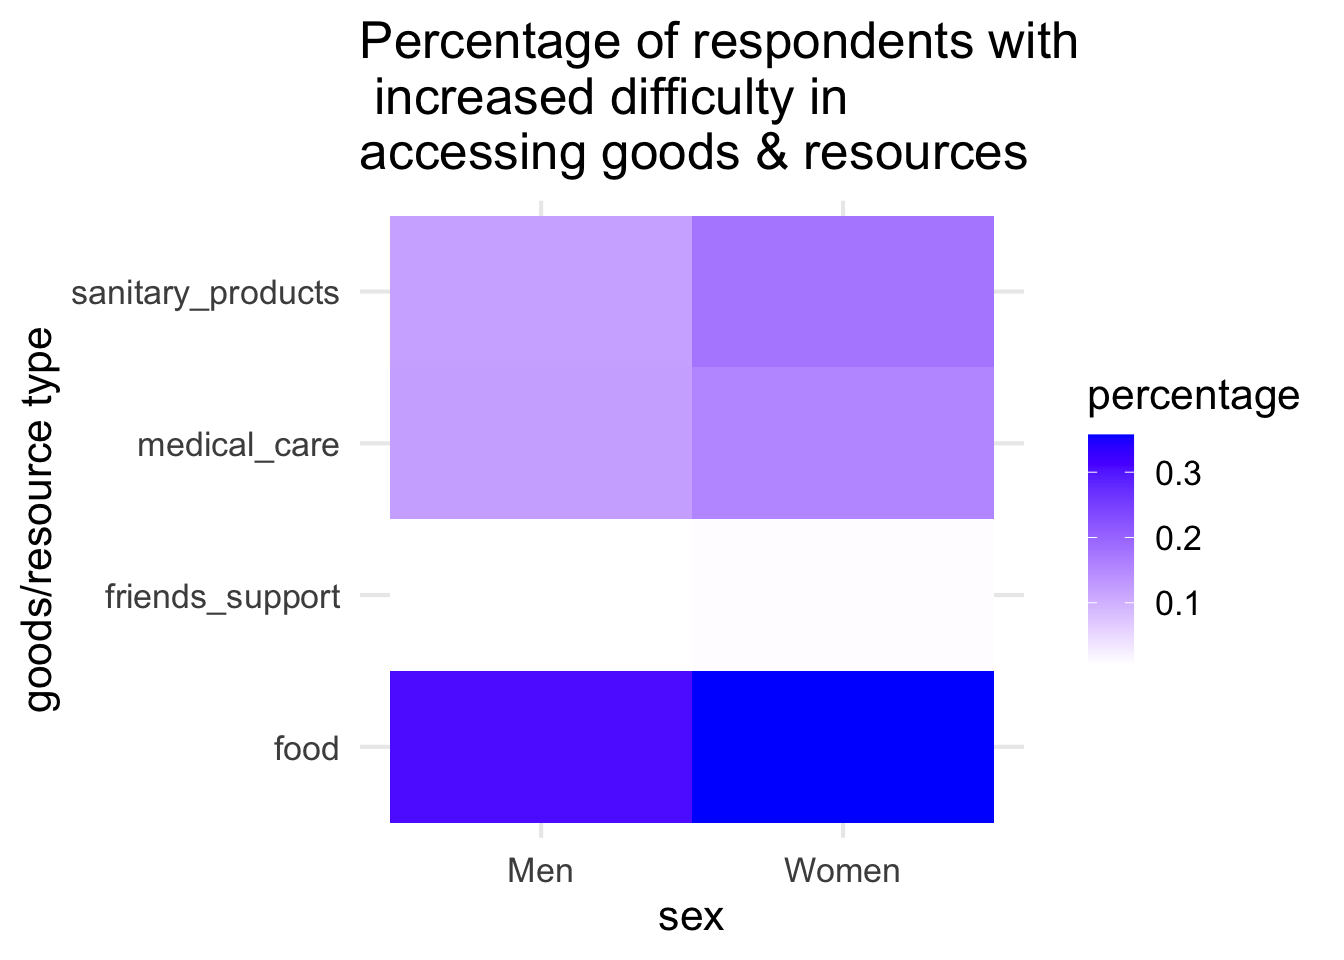 Percentage of respondents with
increased difficulty in
accessing goods & resources
goods/resource type
sanitary_products
medical_care
friends_support
food
Men
Women
sex
percentage
0.3
0.2
0.1